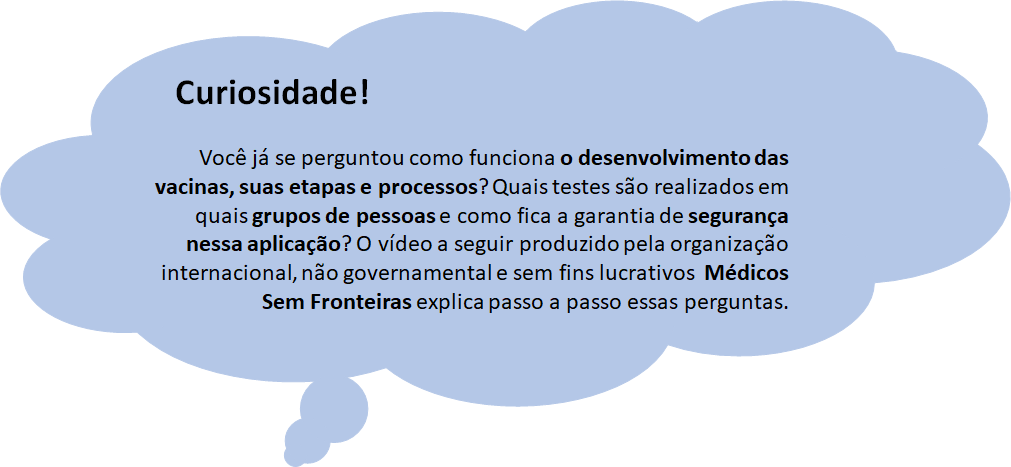 Curiosidade!
Você já se perguntou como funciona o desenvolvimento das
vacinas, suas etapas e processos? Quais testes são realizados em
quais grupos de pessoas e como fica a garantia de segurança
nessa aplicação? O vídeo a seguir produzido pela organização
internacional, não governamental e sem fins lucrativos Médicos
Sem Fronteiras explica passo a passo essas perguntas.